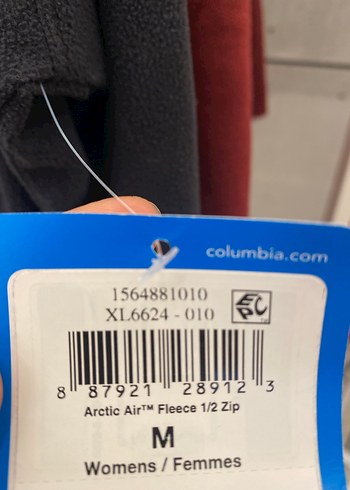 columbia.com
1564881010
XL6624 - 010
EPC
8 87921 28912 3
Arctic Air™ Fleece 1/2 Zip
M
Womens / Femmes